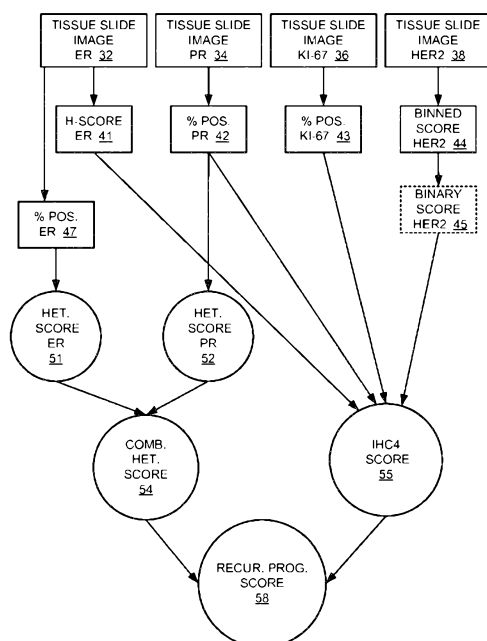 TISSUE SLIDE
IMAGE
ER 32
TISSUE SLIDE
IMAGE
PR 34
TISSUE SLIDE
IMAGE
KI-67 36
TISSUE SLIDE
IMAGE
HER2 38
H-SCORE
ER 41
% POS.
PR 42
% POS.
KI-67 43
BINNED
SCORE
HER2 44
BINARY
SCORE
HER2 45
% POS.
ER 47
HET.
SCORE
ER
51
HET.
SCORE
PR
52
COMB.
HET.
SCORE
54
IHC4
SCORE
55
RECUR. PROG.
SCORE
58